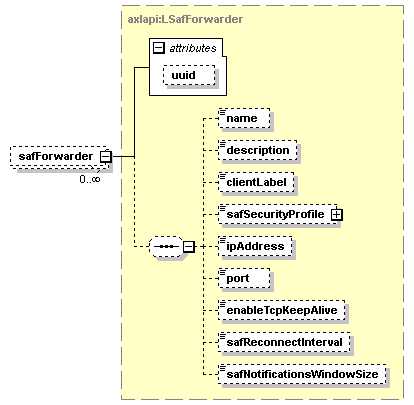 axlapi:LSafForwarder
attributes
uuid
safForwarder
0..∞
name
description
clientLabel
safSecurityProfile
ipAddress
port
enableTcpKeepAlive
safReconnectInterval
safNotificationsWindowSize